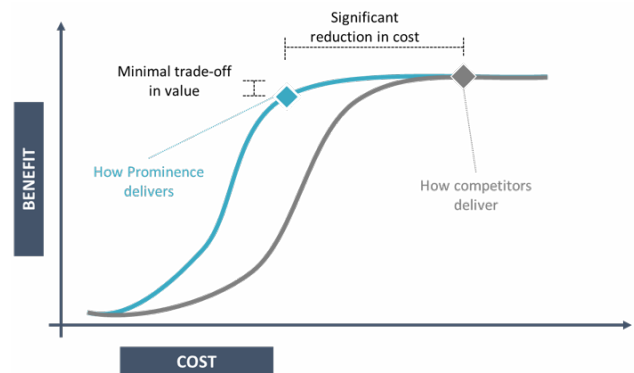 Significant
reduction in cost
Minimal trade-off
in value
How Prominence
delivers
How competitors
deliver
BENEFIT
COST